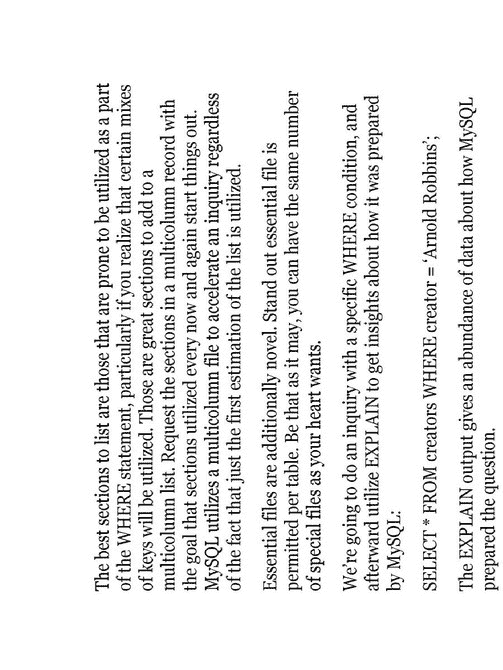 The best sections to list are those that are prone to be utilized as a part
of the WHERE statement, particularly if you realize that certain mixes
of keys will be utilized. Those are great sections to add to a
multicolumn list. Request the sections in a multicolumn record with
the goal that sections utilized every now and again start things out.
MySQL utilizes a multicolumn file to accelerate an inquiry regardless
of the fact that just the first estimation of the list is utilized.
Essential files are additionally novel. Stand out essential file is
permitted per table. Be that as it may, you can have the same number
of special files as your heart wants.
We're going to do an inquiry with a specific WHERE condition, and
afterward utilize EXPLAIN to get insights about how it was prepared
by MySQL:
SELECT * FROM creators WHERE creator = ‘Arnold Robbins’;
The EXPLAIN output gives an abundance of data about how MySQL
prepared the question.